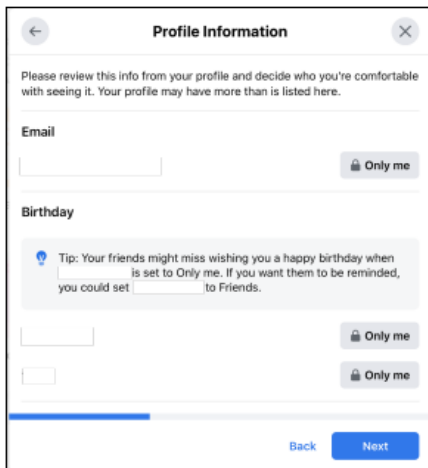 Profile Information
Please review this info from your profile and decide who you're comfortable
with seeing it. Your profile may have more than is listed here.
Email
Only me
Birthday
Tip: Your friends might miss wishing you a happy birthday when
is set to Only me. If you want them to be reminded,
you could set to Friends.
Only me
Only me
Back Next